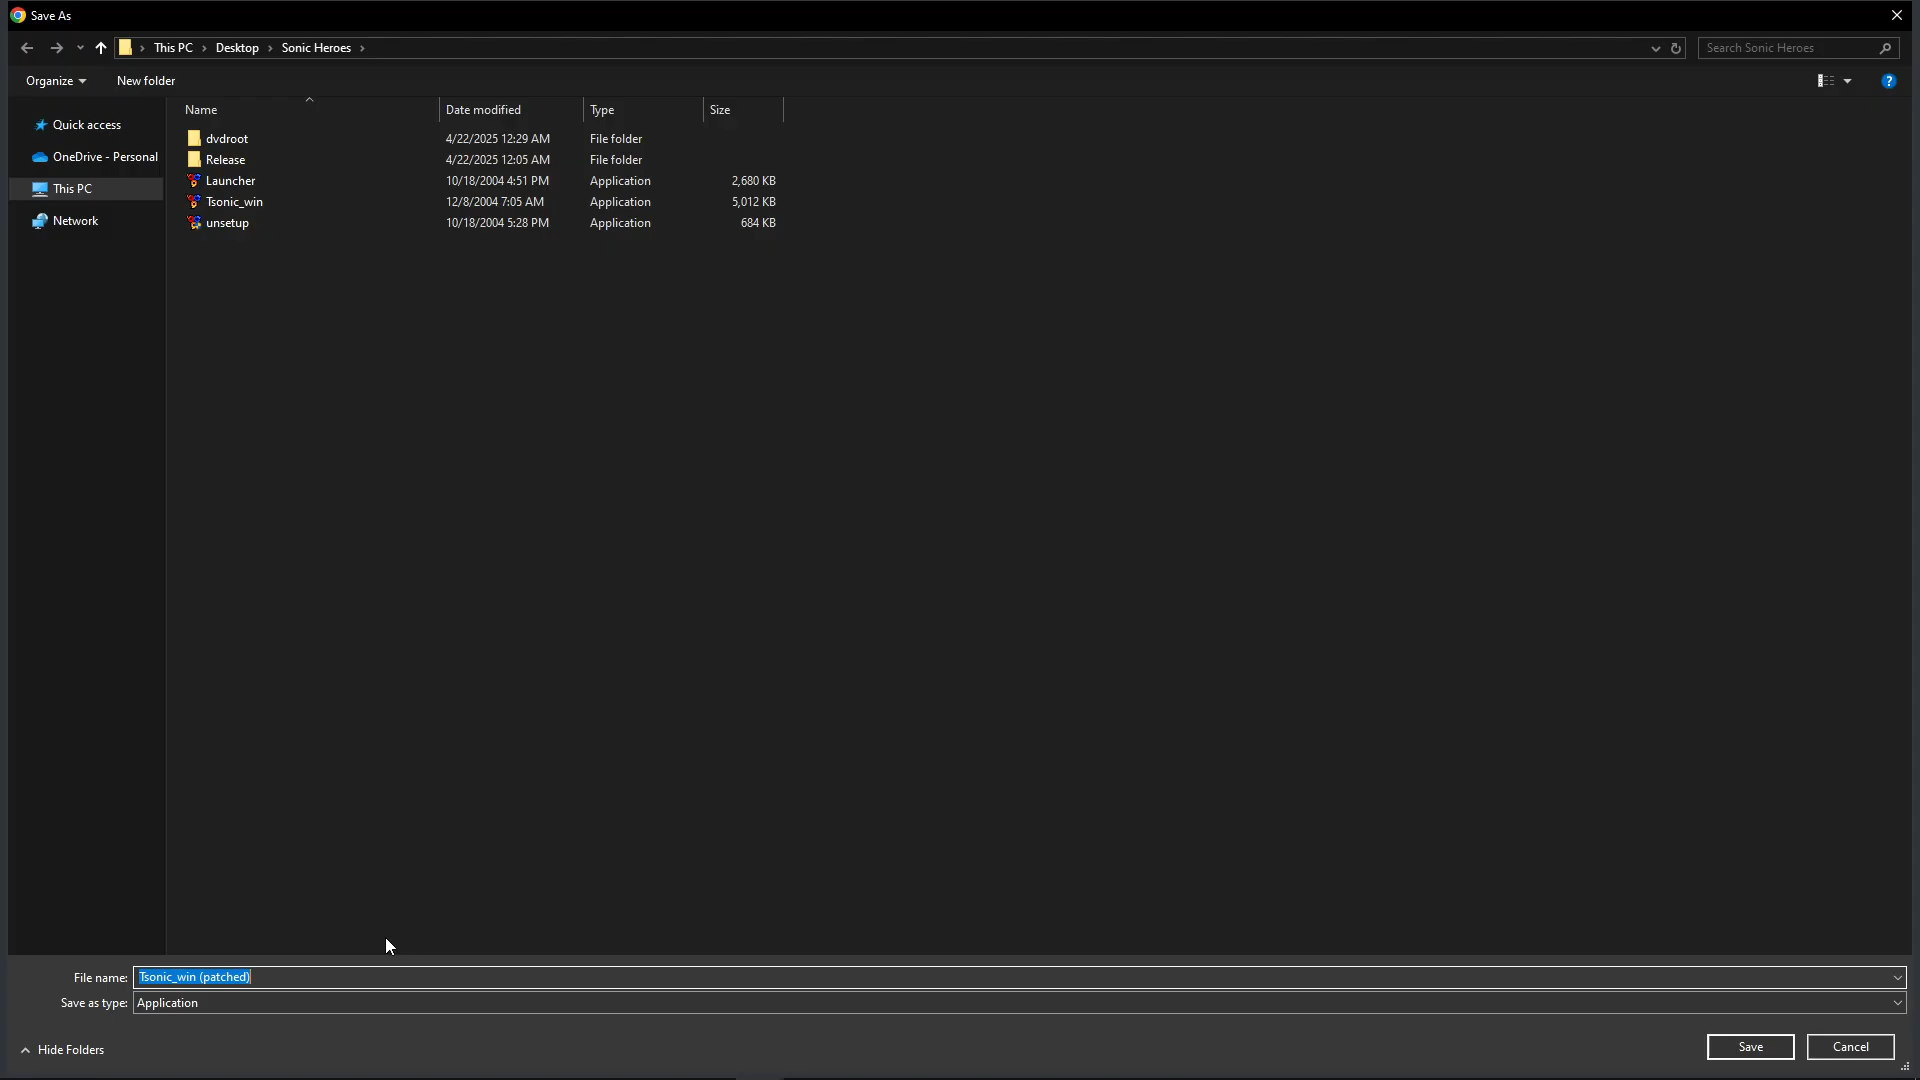 Save As
This PC > Desktop > Sonic Heroes >
Search Sonic Heroes
Organize
New folder
?
Name Date modified Type Size
Quick access
OneDrive - Personal
This PC
Network
dvdroot 4/22/2025 12:29 AM File folder
Release 4/22/2025 12:05 AM File folder
Launcher 10/18/2004 4:51 PM Application 2,680 KB
Tsonic_win 12/8/2004 7:05 AM Application 5,012 KB
unsetup 10/18/2004 5:28 PM Application 684 KB
File name: Tsonic_win (patched)
Save as type: Application
Hide Folders
Save
Cancel